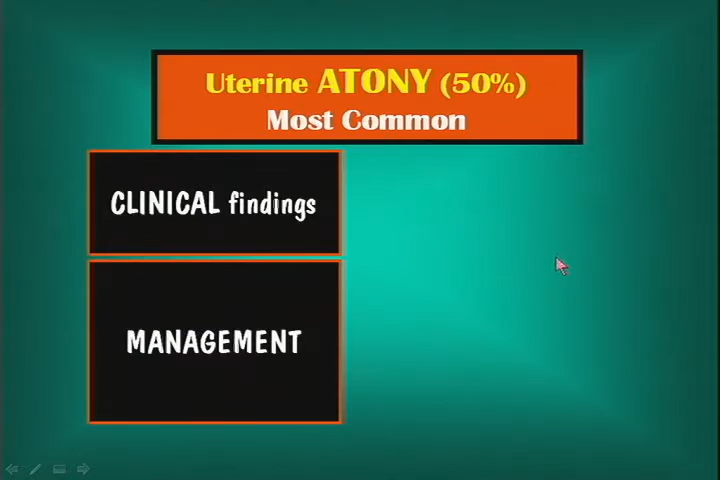 Uterine ATONY (50%)
Most Common
CLINICAL findings
MANAGEMENT